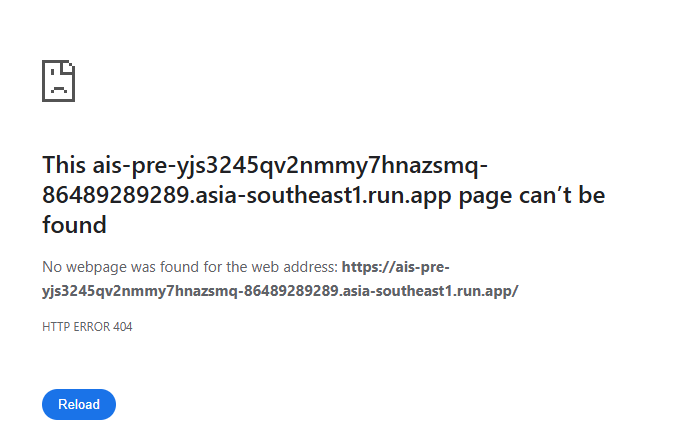 This ais-pre-yjs3245qv2nmmy7hnazsmq-
86489289289.asia-southeast1.run.app page can’t be
found
No webpage was found for the web address: https://ais-pre-
yjs3245qv2nmmy7hnazsmq-86489289289.asia-southeast1.run.app/
HTTP ERROR 404
Reload